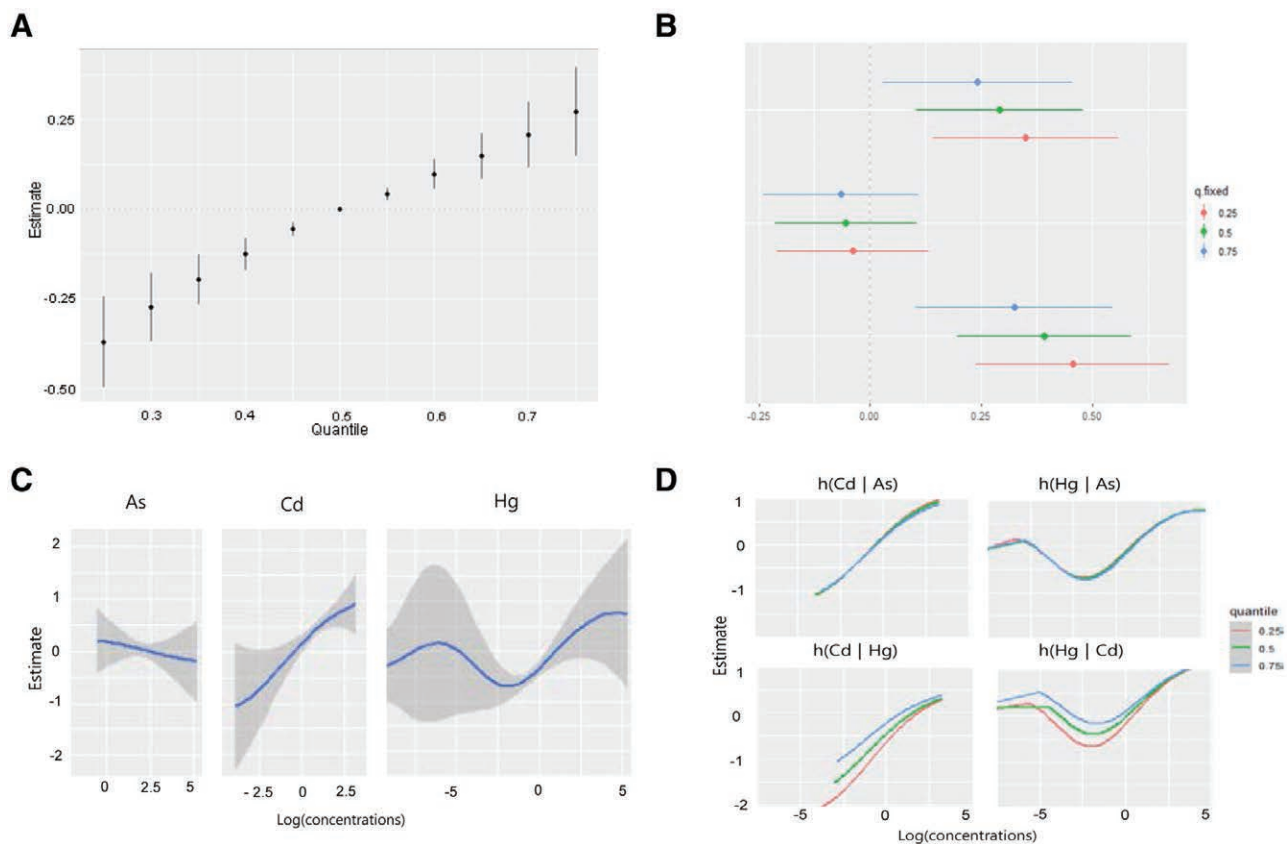 A
0.25
0.00
-0.25
-0.50
Estimate
0.3 0.4 0.5 0.6 0.7
Quantile
B
-0.25 0.00 0.25 0.50
q.fixed
0.25
0.5
0.75
C
As Cd Hg
2
1
0
-1
-2
Estimate
0 2.5 5 - 2.5 0 2.5 -5 0 5
Log(concentrations)
D
h(Cd | As) h(Hg | As)
1
0
-1
h(Cd | Hg) h(Hg | Cd)
1
0
-1
-2
Estimate
-5 0 5 -5 0 5
Log(concentrations)
quantile
0.25
0.5
0.75